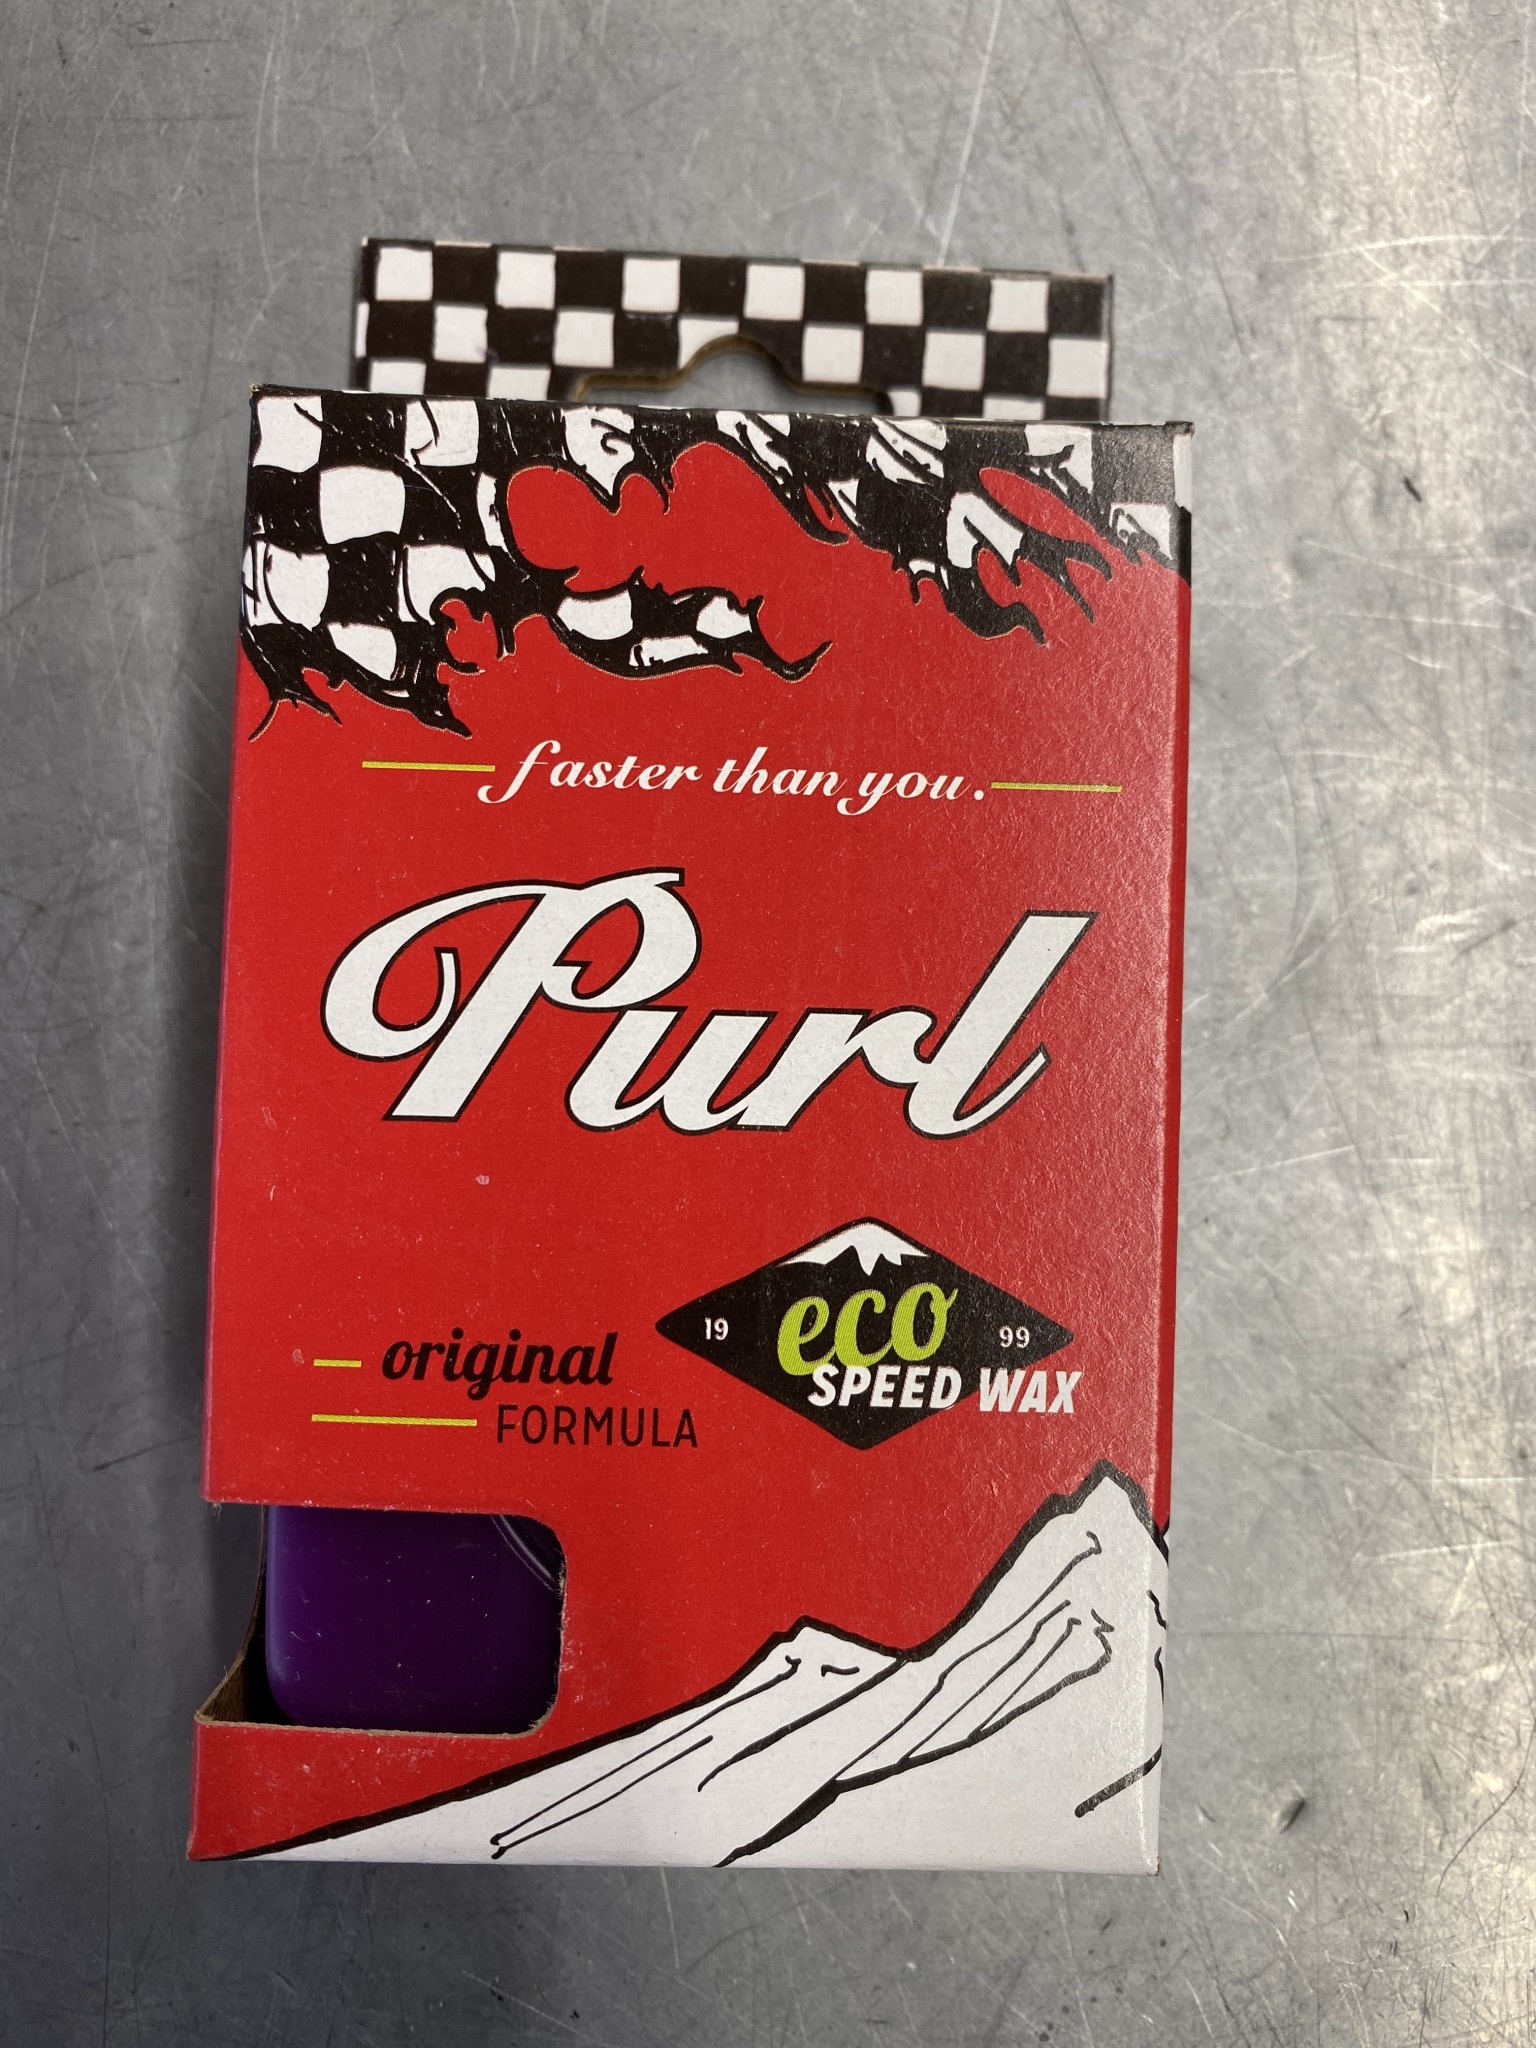 faster than you.
Purl
original
FORMULA
19 eco 99
SPEED WAX